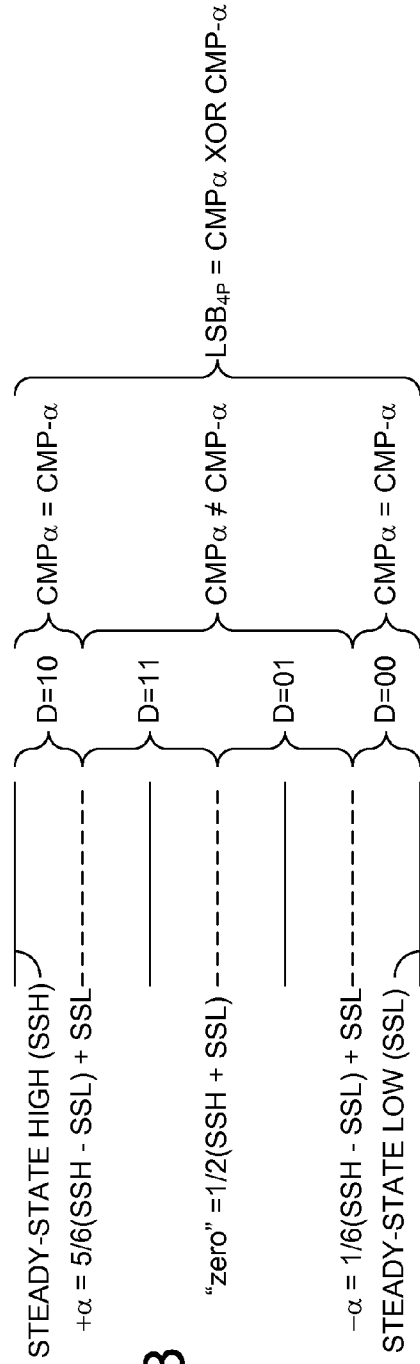 STEADY-STATE HIGH (SSH)
+α = 5/6(SSH - SSL) + SSL
"zero" =1/2(SSH + SSL)
−α = 1/6(SSH - SSL) + SSL
STEADY-STATE LOW (SSL)
D=10
D=11
D=01
D=00
CMPα = CMP-α
CMPα ≠ CMP-α
CMPα = CMP-α
LSB4P = CMPα XOR CMP-α